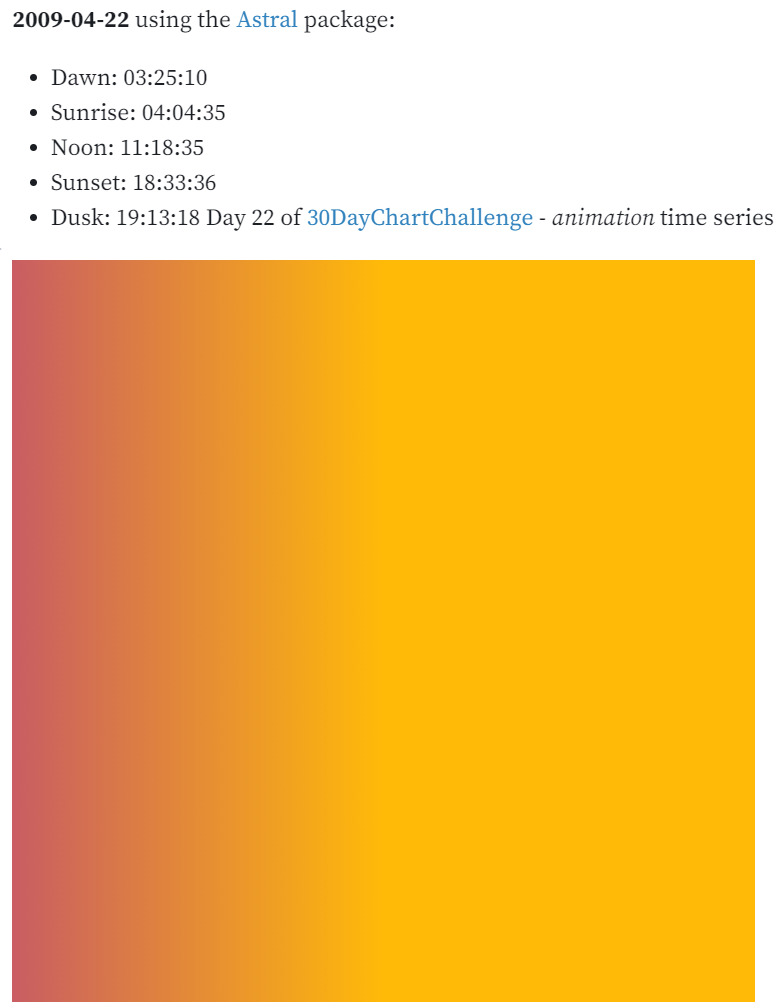 2009-04-22 using the Astral package:
• Dawn: 03:25:10
• Sunrise: 04:04:35
• Noon: 11:18:35
• Sunset: 18:33:36
• Dusk: 19:13:18 Day 22 of 30DayChartChallenge - animation time series